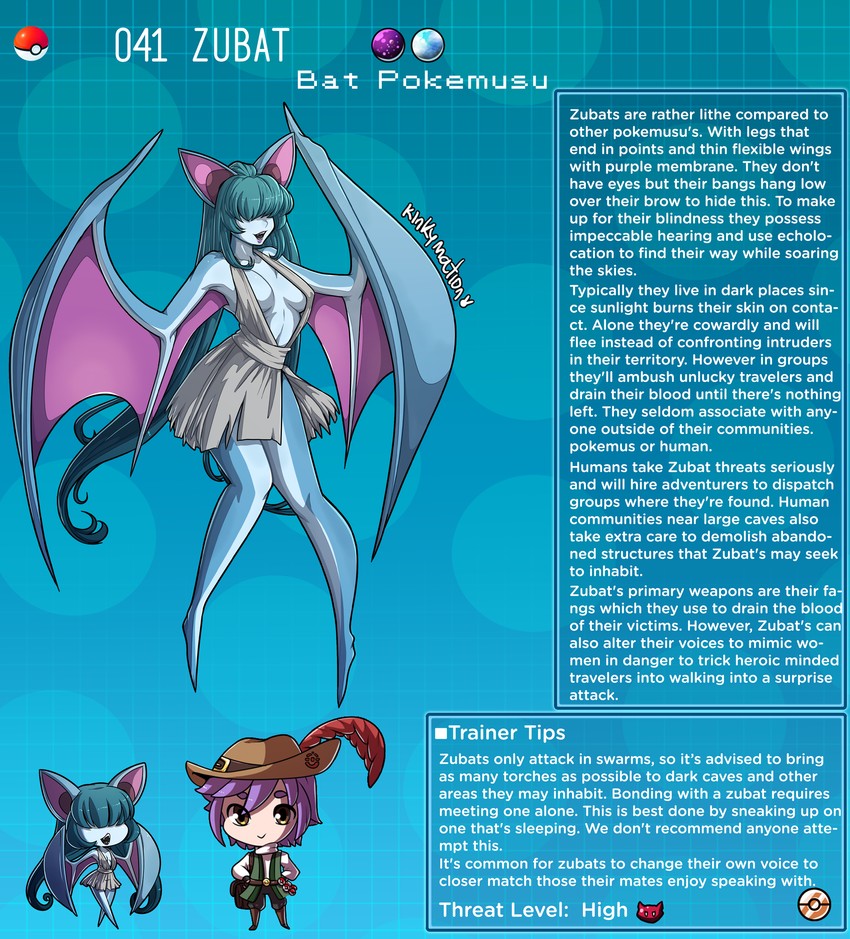 041 ZUBAT
Bat Pokemusu
Zubats are rather lithe compared to
other pokemusu's. With legs that
end in points and thin flexible wings
with purple membrane. They don't
have eyes but their bangs hang low
over their brow to hide this. To make
up for their blindness they possess
impeccable hearing and use echolo-
cation to find their way while soaring
the skies.
Typically they live in dark places sin-
ce sunlight burns their skin on conta-
ct. Alone they're cowardly and will
flee instead of confronting intruders
in their territory. However in groups
they'll ambush unlucky travelers and
drain their blood until there's nothing
left. They seldom associate with any-
one outside of their communities.
pokemus or human.
Humans take Zubat threats seriously
and will hire adventurers to dispatch
groups where they're found. Human
communities near large caves also
take extra care to demolish abando-
ned structures that Zubat's may seek
to inhabit.
Zubat's primary weapons are their fa-
ngs which they use to drain the blood
of their victims. However, Zubat's can
also alter their voices to mimic wo-
men in danger to trick heroic minded
travelers into walking into a surprise
attack.
kinkymation
■Trainer Tips
Zubats only attack in swarms, so it's advised to bring
as many torches as possible to dark caves and other
areas they may inhabit. Bonding with a zubat requires
meeting one alone. This is best done by sneaking up on
one that's sleeping. We don't recommend anyone atte-
mpt this.
It's common for zubats to change their own voice to
closer match those their mates enjoy speaking with.
Threat Level: High